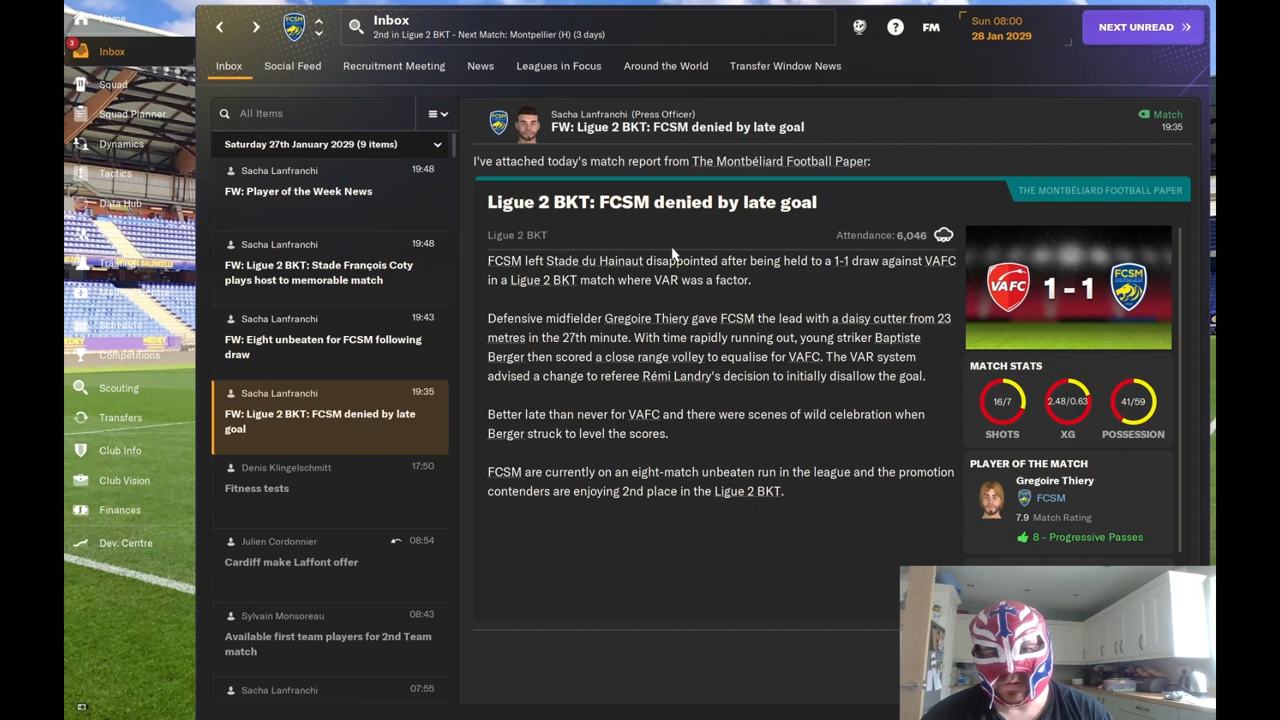 Home
3
Inbox
Squad
Squad Planner
Dynamics
Tactics
Data Hub
Scouting
Transfers
Club Info
Club Vision
Finances
Dev. Centre
Competitions
FCSM
Inbox
2nd in Ligue 2 BKT - Next Match: Montpellier (H) (3 days)
?
FM
Sun 08:00
28 Jan 2029
NEXT UNREAD
Inbox
Social Feed
Recruitment Meeting
News
Leagues in Focus
Around the World
Transfer Window News
All Items
Saturday 27th January 2029 (9 items)
Sacha Lanfranchi
19:48
FW: Player of the Week News
Sacha Lanfranchi
19:48
FW: Ligue 2 BKT: Stade François Coty
plays host to memorable match
Sacha Lanfranchi
19:43
FW: Eight unbeaten for FCSM following
draw
Sacha Lanfranchi
19:35
FW: Ligue 2 BKT: FCSM denied by late
goal
Denis Klingelschmitt
17:50
Fitness tests
Julien Cordonnier
08:54
Cardiff make Laffont offer
Sylvain Monsoreau
08:43
Available first team players for 2nd Team
match
Sacha Lanfranchi
07:55
Sacha Lanfranchi (Press Officer)
FW: Ligue 2 BKT: FCSM denied by late goal
Match
19:35
I've attached today's match report from The Montbéliard Football Paper:
THE MONTBÉLIARD FOOTBALL PAPER
Ligue 2 BKT: FCSM denied by late goal
Ligue 2 BKT
Attendance: 6,046
FCSM left Stade du Hainaut disappointed after being held to a 1-1 draw against VAFC
in a Ligue 2 BKT match where VAR was a factor.
Defensive midfielder Gregoire Thiery gave FCSM the lead with a daisy cutter from 23
metres in the 27th minute. With time rapidly running out, young striker Baptiste
Berger then scored a close range volley to equalise for VAFC. The VAR system
advised a change to referee Rémi Landry's decision to initially disallow the goal.
Better late than never for VAFC and there were scenes of wild celebration when
Berger struck to level the scores.
FCSM are currently on an eight-match unbeaten run in the league and the promotion
contenders are enjoying 2nd place in the Ligue 2 BKT.
VAFC
1 - 1
FCSM
MATCH STATS
16/7
2.48/0.63
41/59
SHOTS
XG
POSSESSION
PLAYER OF THE MATCH
Gregoire Thiery
FCSM
7.9 Match Rating
8 - Progressive Passes